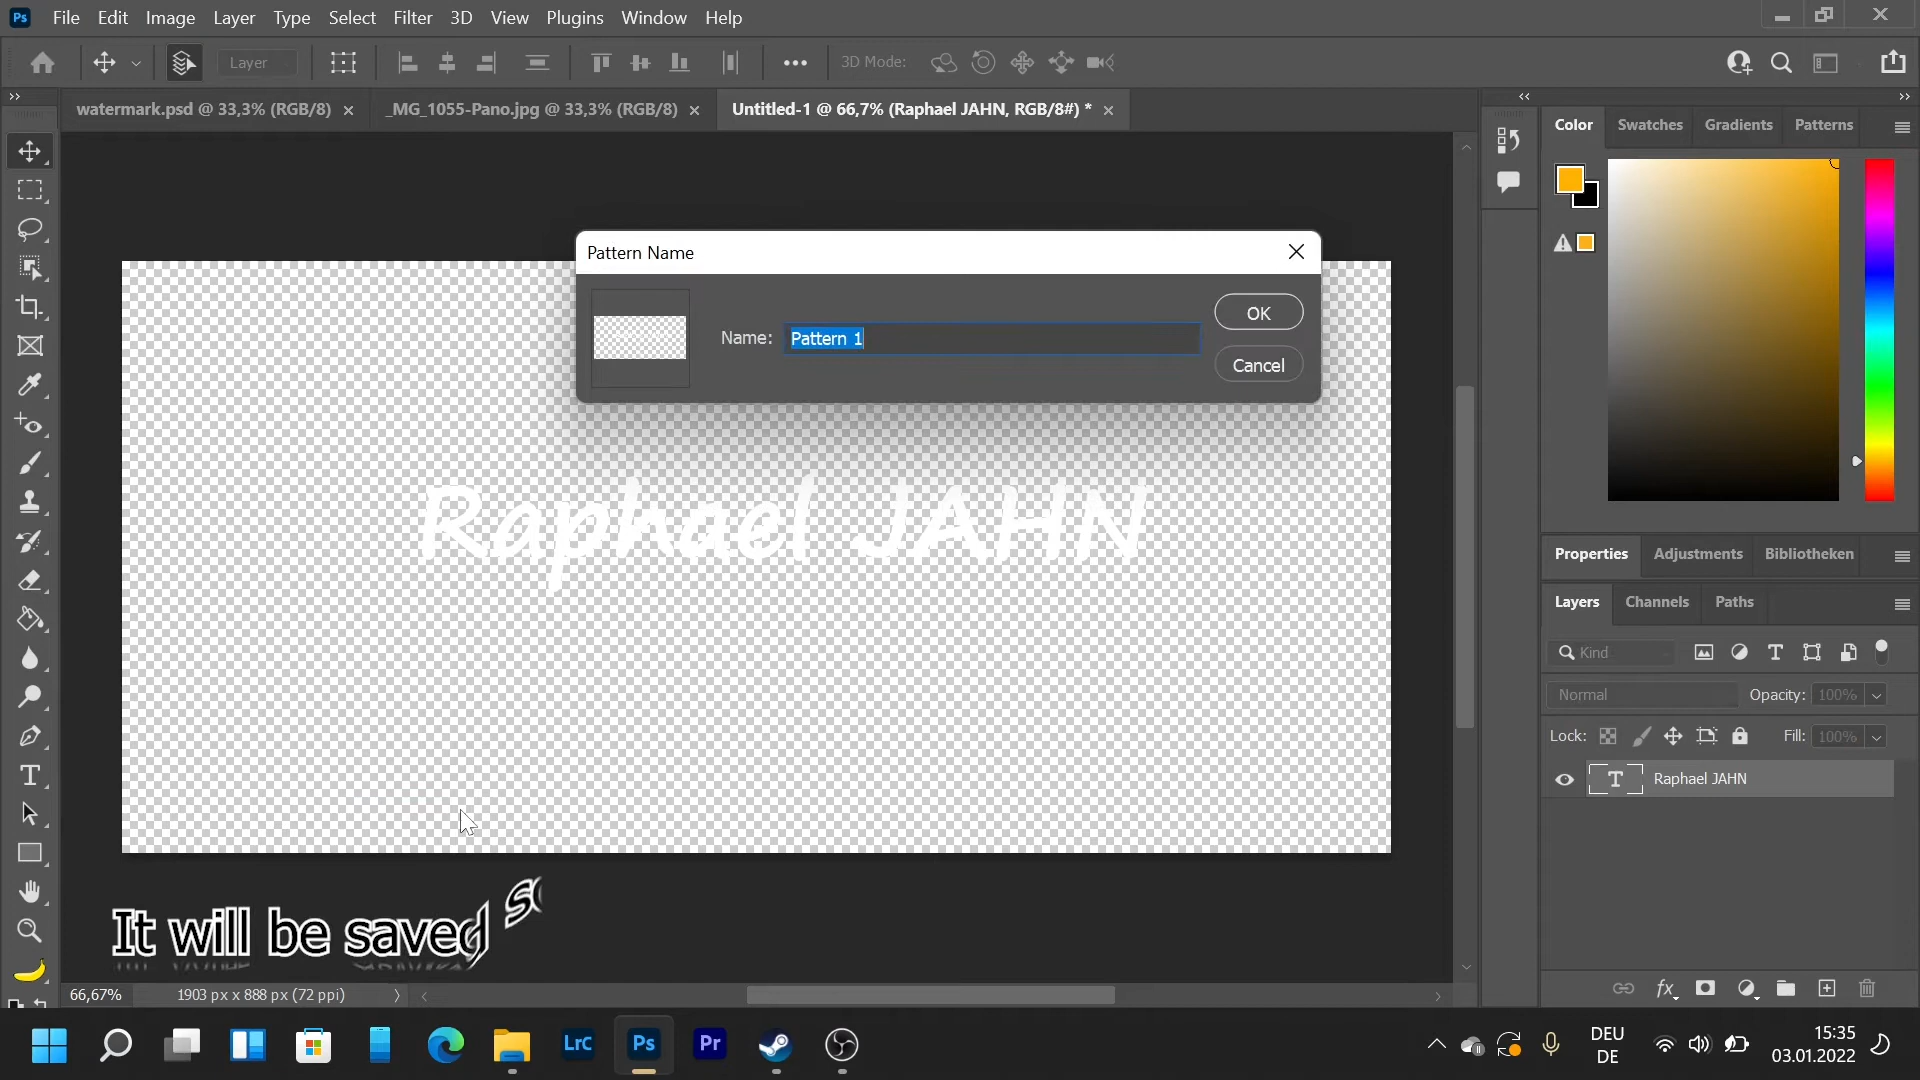 Ps File Edit Image Layer Type Select Filter 3D View Plugins Window Help
Layer 3D Mode:
watermark.psd @ 33,3% (RGB/8) _MG_1055-Pano.jpg @ 33,3% (RGB/8) Untitled-1 @ 66,7% (Raphael JAHN, RGB/8#) *
Color Swatches Gradients Patterns
Pattern Name
OK
Name: Pattern 1
Cancel
Raphael JAHN
Properties Adjustments Bibliotheken
Layers Channels Paths
Kind
Normal Opacity: 100%
Lock: Fill: 100%
T Raphael JAHN
It will be saved
66,67% 1903 px x 888 px (72 ppi)
fx
LrC Ps Pr
DEU
DE
15:35
03.01.2022